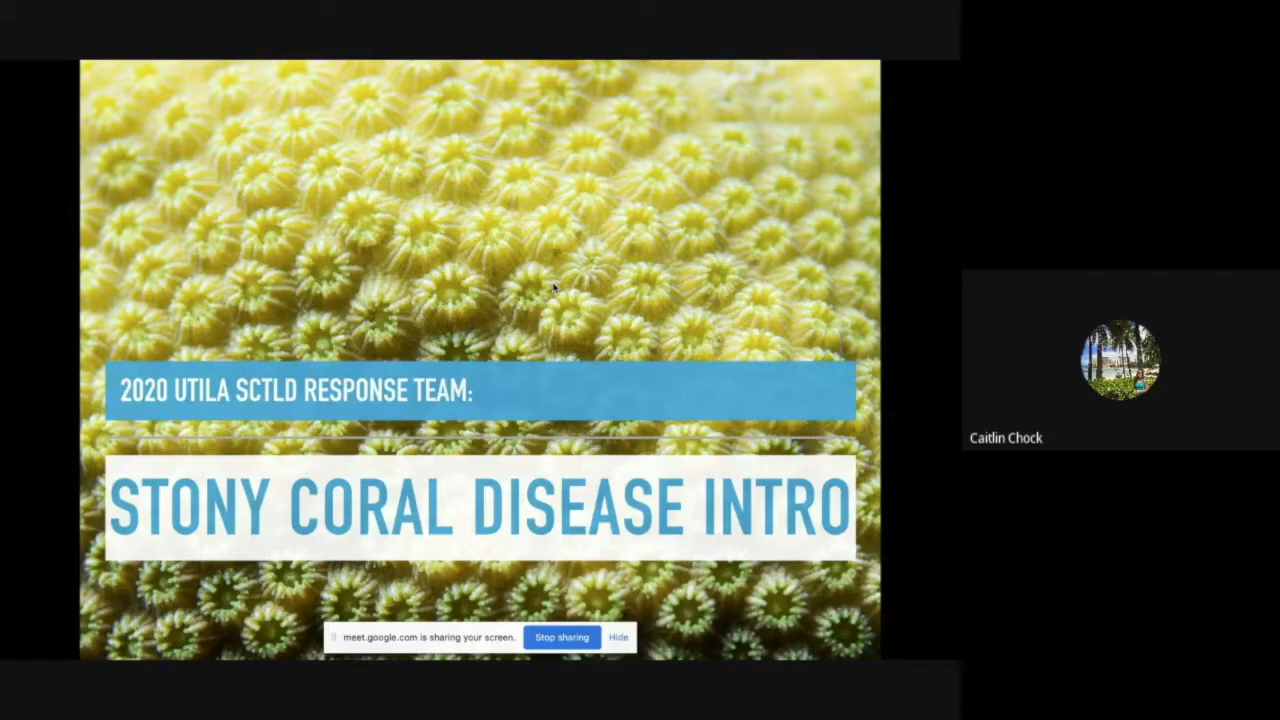 2020 UTILA SCTLD RESPONSE TEAM:
STONY CORAL DISEASE INTRO
Caitlin Chock
meet.google.com is sharing your screen. Stop sharing Hide